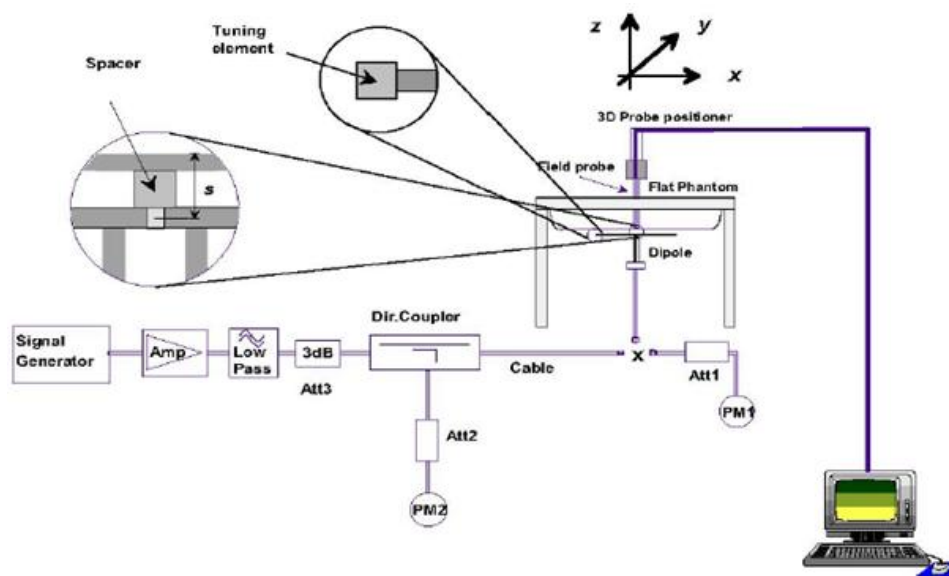 Tuning
element
Spacer
s
z
y
x
3D Probe positioner
Field probe
Flat Phantom
Dipole
Signal
Generator
Amp
Low
Pass
3dB
Att3
Dir.Coupler
Cable
x
Att1
PM1
Att2
PM2